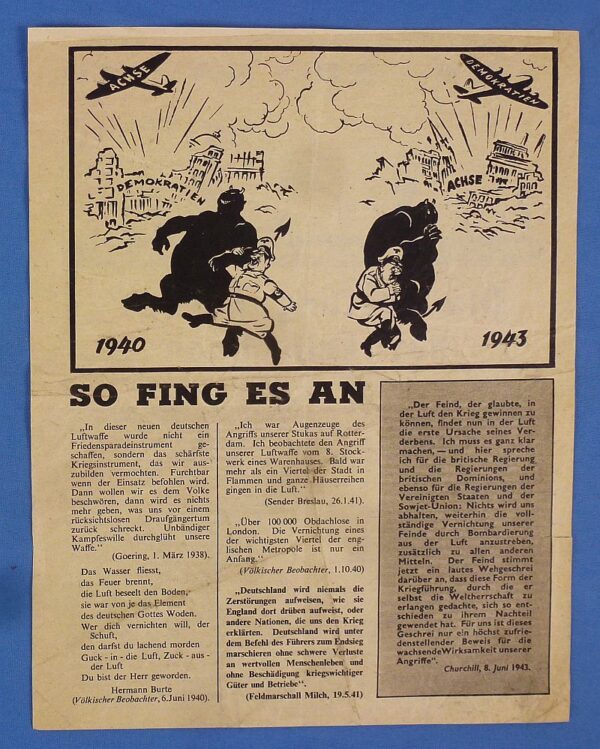 ACHSE
DEMOKRATIEN
DEMOKRATIEN
ACHSE
1940
1943
SO FING ES AN
„In dieser neuen deutschen
Luftwaffe wurde nicht ein
Friedensparadeinstrument ge-
schaffen, sondern das schärfste
Kriegsinstrument, das wir aus-
zubilden vermochten. Furchtbar
wenn der Einsatz befohlen wird.
Dann wollen wir es dem Volke
beschwören, dann wird es nichts
mehr geben, was uns vor einem
rücksichtslosen Draufgängertum
zurück schreckt. Unbändiger
Kampfeswille durchglüht unsere
Waffe.“
(Goering, 1. März 1938).
Das Wasser fliesst,
das Feuer brennt,
die Luft beseelt den Boden,
sie war von je das Element
des deutschen Gottes Woden.
Wer dich vernichten will, der
Schuft,
den darfst du lachend morden
Guck - in - die Luft, Zuck - aus -
der Luft
Du bist der Herr geworden.
Hermann Burte
(Völkischer Beobachter, 6.Juni 1940).
„Ich war Augenzeuge des
Angriffs unserer Stukas auf Rotter-
dam. Ich beobachtete den Angriff
unserer Luftwaffe vom 8. Stock-
werk eines Warenhauses. Bald war
mehr als ein Viertel der Stadt in
Flammen und ganze Häuserreihen
gingen in die Luft.“
(Sender Breslau, 26.1.41).
„Über 100 000 Obdachlose in
London. Die Vernichtung eines
der wichtigsten Viertel der eng-
lischen Metropole ist nur ein
Anfang.“
(Völkischer Beobachter, 1.10.40)
„Deutschland wird niemals die
Zerstörungen aufweisen, wie sie
England dort drüben aufweist, oder
andere Nationen, die uns den Krieg
erklärten. Deutschland wird unter
dem Befehl des Führers zum Endsieg
marschieren ohne schwere Verluste
an wertvollen Menschenleben und
ohne Beschädigung kriegswichtiger
Güter und Betriebe“.
(Feldmarschall Milch, 19.5.41)
„Der Feind, der glaubte, in
der Luft den Krieg gewinnen zu
können, findet nun in der Luft
die erste Ursache seines Ver-
derbens. Ich muss es ganz klar
machen, — und hier spreche
ich für die britische Regierung
und die Regierungen der
britischen Dominions, und
ebenso für die Regierungen der
Vereinigten Staaten und der
Sowjet-Union: Nichts wird uns
abhalten, weiterhin die voll-
ständige Vernichtung unserer
Feinde durch Bombardierung
aus der Luft anzustreben,
zusätzlich zu allen anderen
Mitteln. Der Feind stimmt
jetzt ein lautes Wehgeschrei
darüber an, dass diese Form der
Kriegführung, durch die er
selbst die Weltherrschaft zu
erlangen gedachte, sich so ent-
schieden zu ihrem Nachteil
gewendet hat. Für uns ist dieses
Geschrei nur ein höchst zufrie-
denstellender Beweis für die
wachsende Wirksamkeit unserer
Angriffe“.
Churchill, 8. Juni 1943.